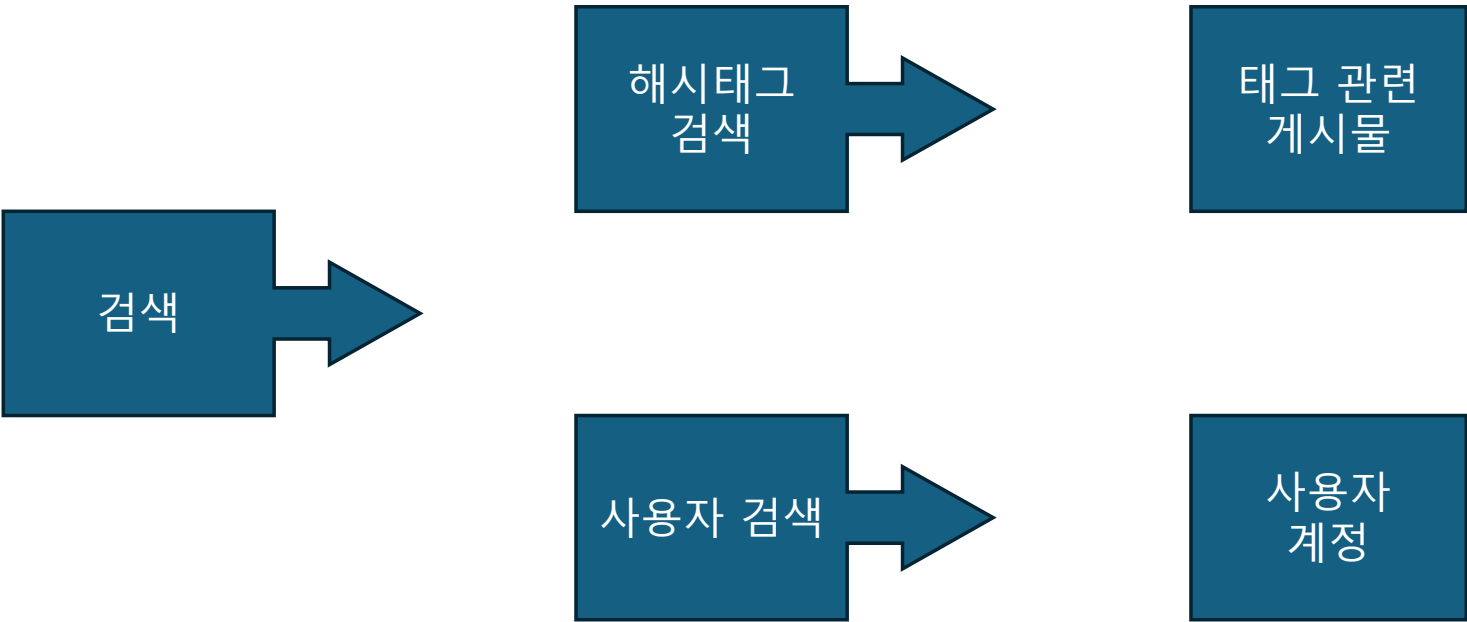 해시태그
검색
태그 관련
게시물
검색
사용자 검색
사용자
계정